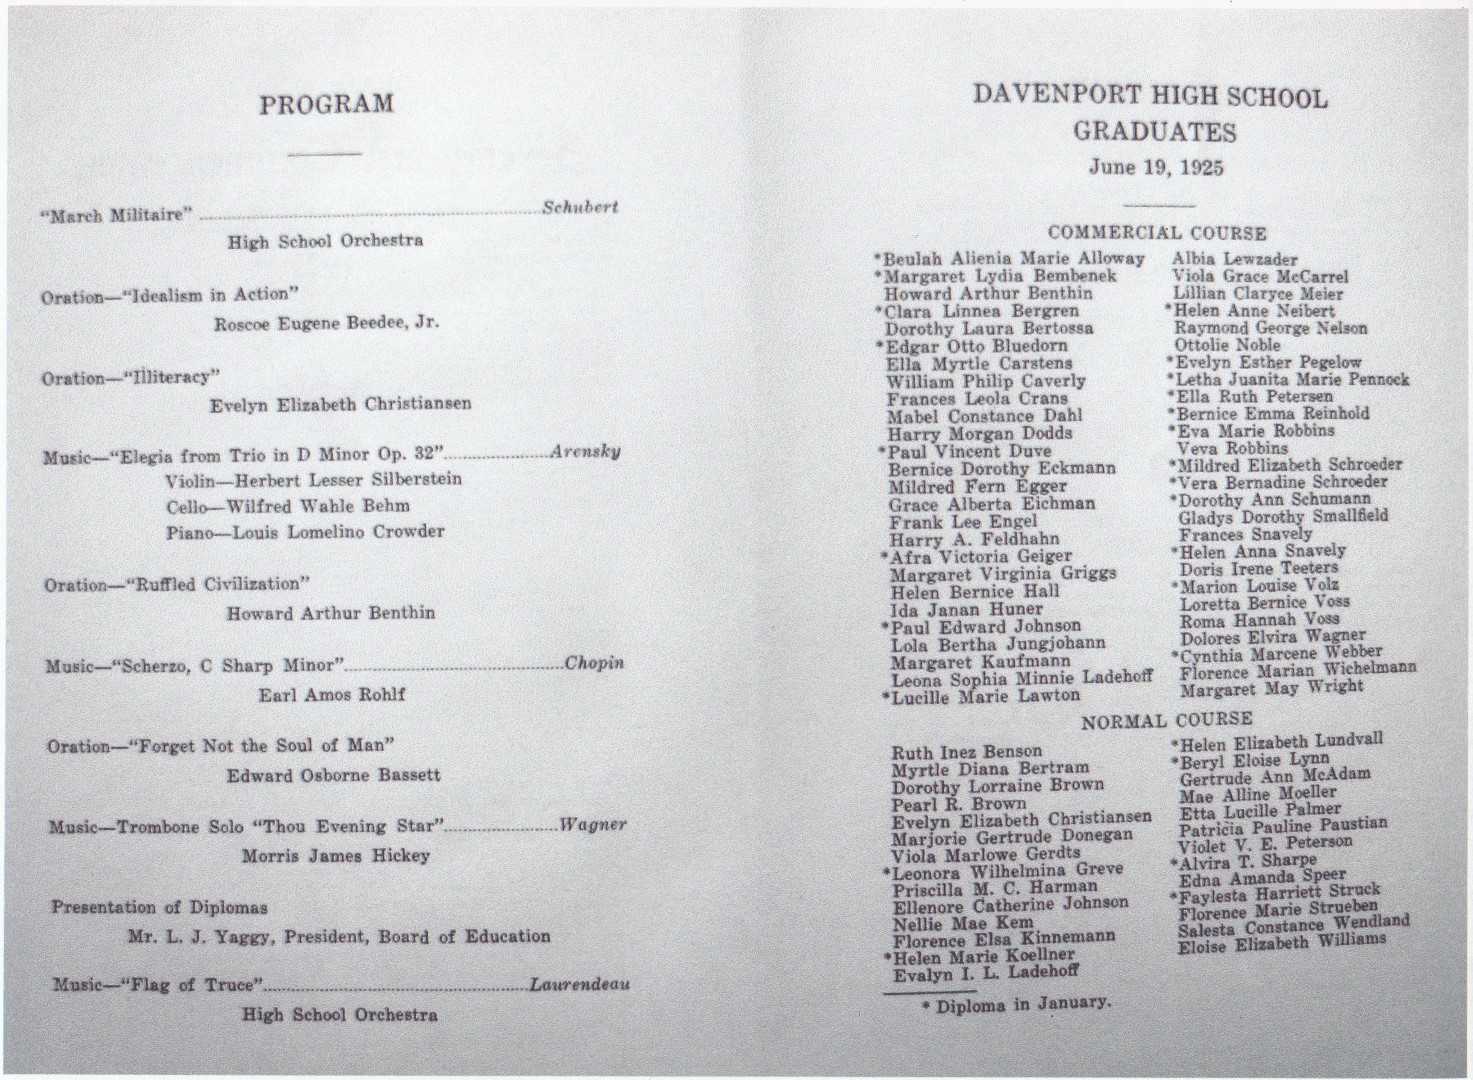 PROGRAM
"March Militaire" ..........Schubert
High School Orchestra
Oration—"Idealism in Action"
Roscoe Eugene Beedee, Jr.
Oration—"Illiteracy"
Evelyn Elizabeth Christiansen
Music—"Elegia from Trio in D Minor Op. 32"..........Arensky
Violin—Herbert Lesser Silberstein
Cello—Wilfred Wahle Behm
Piano—Louis Lomelino Crowder
Oration—"Ruffled Civilization"
Howard Arthur Benthin
Music—"Scherzo, C Sharp Minor"..........Chopin
Earl Amos Rohlf
Oration—"Forget Not the Soul of Man"
Edward Osborne Bassett
Music—Trombone Solo "Thou Evening Star"..........Wagner
Morris James Hickey
Presentation of Diplomas
Mr. L. J. Yaggy, President, Board of Education
Music—"Flag of Truce"..........Laurendeau
High School Orchestra
DAVENPORT HIGH SCHOOL
GRADUATES
June 19, 1925
COMMERCIAL COURSE
*Beulah Alienia Marie Alloway
*Margaret Lydia Bembenek
Howard Arthur Benthin
*Clara Linnea Bergren
Dorothy Laura Bertossa
*Edgar Otto Bluedorn
Ella Myrtle Carstens
William Philip Caverly
Frances Leola Crans
Mabel Constance Dahl
Harry Morgan Dodds
*Paul Vincent Duve
Bernice Dorothy Eckmann
Mildred Fern Egger
Grace Alberta Eichman
Frank Lee Engel
Harry A. Feldhahn
*Afra Victoria Geiger
Margaret Virginia Griggs
Helen Bernice Hall
Ida Janan Huner
*Paul Edward Johnson
Lola Bertha Jungjohann
Margaret Kaufmann
Leona Sophia Minnie Ladehoff
*Lucille Marie Lawton
Albia Lewzader
Viola Grace McCarrel
Lillian Claryce Meier
*Helen Anne Neibert
Raymond George Nelson
Ottolie Noble
*Evelyn Esther Pegelow
*Letha Juanita Marie Pennock
*Ella Ruth Petersen
*Bernice Emma Reinhold
*Eva Marie Robbins
Veva Robbins
*Mildred Elizabeth Schroeder
*Vera Bernadine Schroeder
*Dorothy Ann Schumann
Gladys Dorothy Smallfield
Frances Snavely
*Helen Anna Snavely
Doris Irene Teeters
*Marion Louise Volz
Loretta Bernice Voss
Roma Hannah Voss
Dolores Elvira Wagner
*Cynthia Marcene Webber
Florence Marian Wichelmann
Margaret May Wright
NORMAL COURSE
Ruth Inez Benson
Myrtle Diana Bertram
Dorothy Lorraine Brown
Pearl R. Brown
Evelyn Elizabeth Christiansen
Marjorie Gertrude Donegan
Viola Marlowe Gerdts
*Leonora Wilhelmina Greve
Priscilla M. C. Harman
Ellenore Catherine Johnson
Nellie Mae Kem
Florence Elsa Kinnemann
*Helen Marie Koellner
Evalyn I. L. Ladehoff
*Helen Elizabeth Lundvall
*Beryl Eloise Lynn
Gertrude Ann McAdam
Mae Alline Moeller
Etta Lucille Palmer
Patricia Pauline Paustian
Violet V. E. Peterson
*Alvira T. Sharpe
Edna Amanda Speer
*Faylesta Harriett Struck
Florence Marie Strueben
Salesta Constance Wendland
Eloise Elizabeth Williams
* Diploma in January.